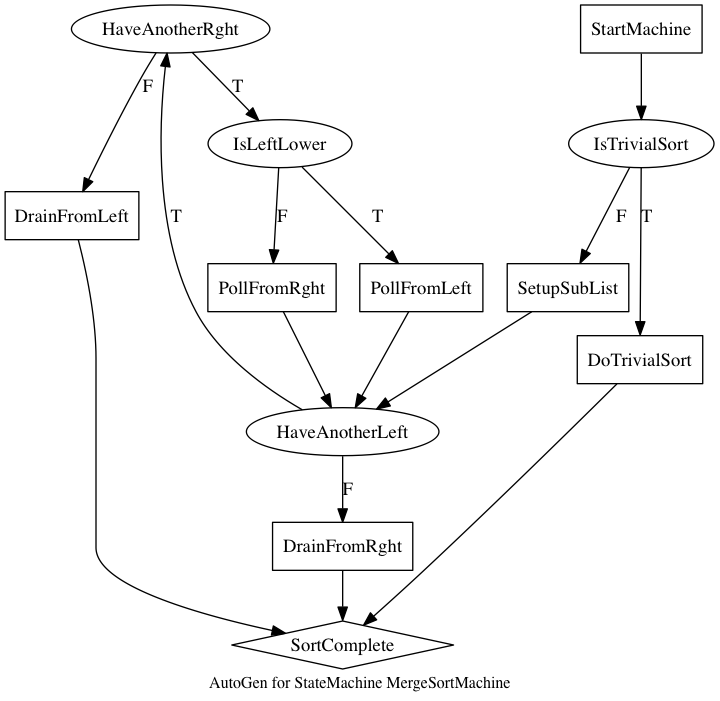 HaveAnotherRght
StartMachine
F
T
IsLeftLower
IsTrivialSort
DrainFromLeft
T
F
T
F
T
PollFromRght
PollFromLeft
SetupSubList
DoTrivialSort
HaveAnotherLeft
F
DrainFromRght
SortComplete
AutoGen for StateMachine MergeSortMachine